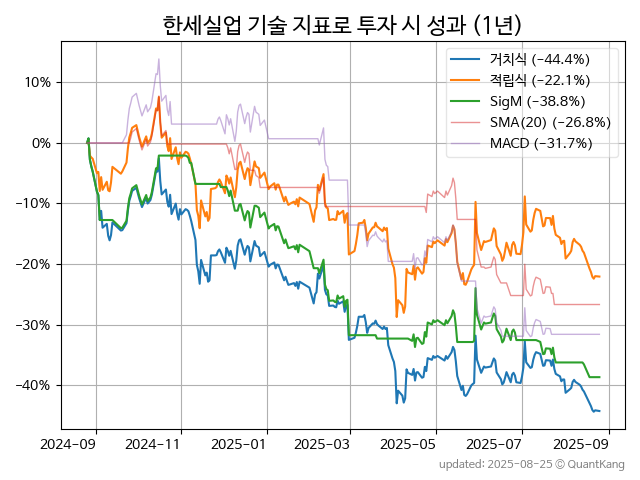 한세실업 기술 지표로 투자 시 성과 (1년)
거치식 (−44.4%)
적립식 (−22.1%)
SigM (−38.8%)
SMA(20) (−26.8%)
MACD (−31.7%)
10%
0%
−10%
−20%
−30%
−40%
2024-09 2024-11 2025-01 2025-03 2025-05 2025-07 2025-09
updated: 2025-08-25 © QuantKang